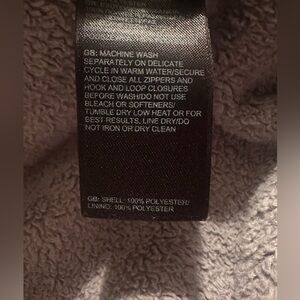 GB: MACHINE WASH
SEPARATELY ON DELICATE
CYCLE IN WARM WATER/SECURE
AND CLOSE ALL ZIPPERS AND
HOOK AND LOOP CLOSURES
BEFORE WASH/DO NOT USE
BLEACH OR SOFTENERS/
TUMBLE DRY LOW HEAT OR FOR
BEST RESULTS, LINE DRY/DO
NOT IRON OR DRY CLEAN
GB: SHELL: 100% POLYESTER/
LINING: 100% POLYESTER